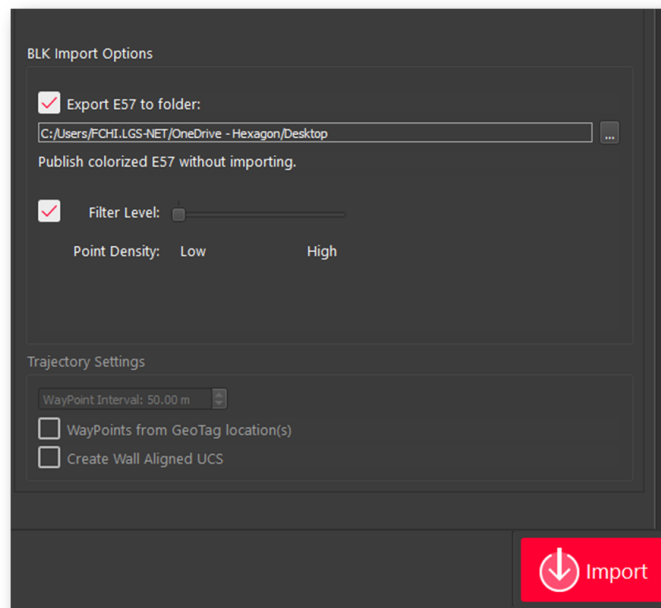 BLK Import Options
Export E57 to folder:
C:/Users/FCHI.LGS-NET/OneDrive - Hexagon/Desktop
...
Publish colorized E57 without importing.
Filter Level:
Point Density: Low High
Trajectory Settings
WayPoint Interval: 50.00 m
WayPoints from GeoTag location(s)
Create Wall Aligned UCS
Import